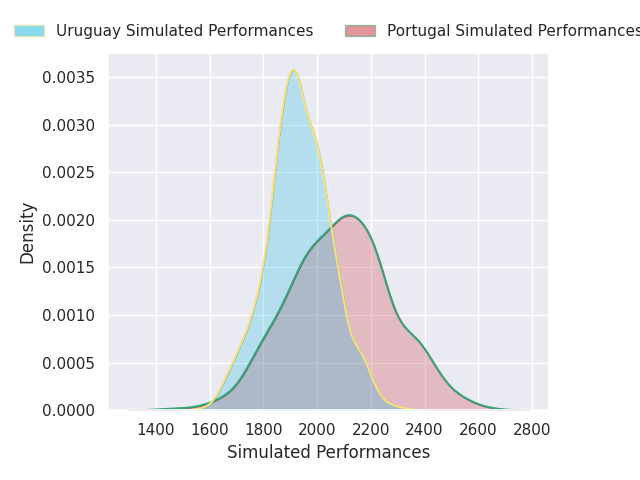 Uruguay Simulated Performances Portugal Simulated Performances
0.0035
0.0030
0.0025
0.0020
0.0015
0.0010
0.0005
0.0000
Density
1400 1600 1800 2000 2200 2400 2600 2800
Simulated Performances